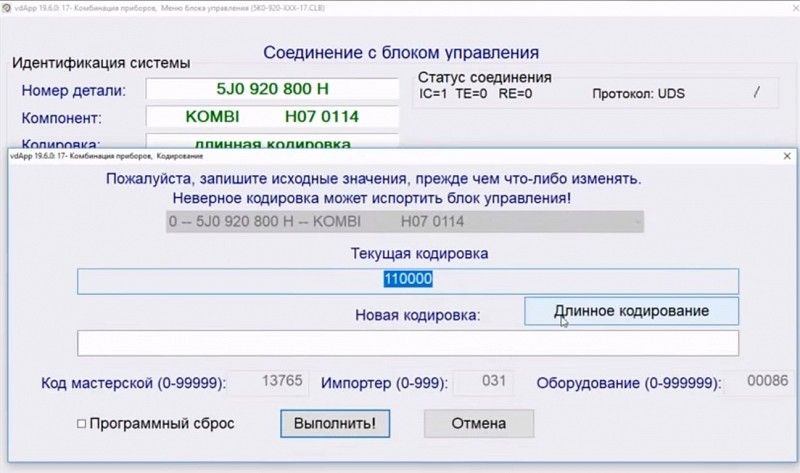 vdApp 19.6.0: 17- Комбинация приборов, Меню блока управления (5K0-920-XXX-17.CLB)
Соединение с блоком управления
Идентификация системы
Номер детали: 5J0 920 800 H
Компонент: KOMBI H07 0114
Кодировка: длинная кодировка
Статус соединения
IC=1 TE=0 RE=0 Протокол: UDS /
vdApp 19.6.0: 17- Комбинация приборов, Кодирование
Пожалуйста, запишите исходные значения, прежде чем что-либо изменять.
Неверное кодировка может испортить блок управления!
0 -- 5J0 920 800 H -- KOMBI H07 0114
Текущая кодировка
110000
Новая кодировка: Длинное кодирование
Код мастерской (0-99999): 13765 Импортер (0-999): 031 Оборудование (0-999999): 00086
Программный сброс Выполнить! Отмена